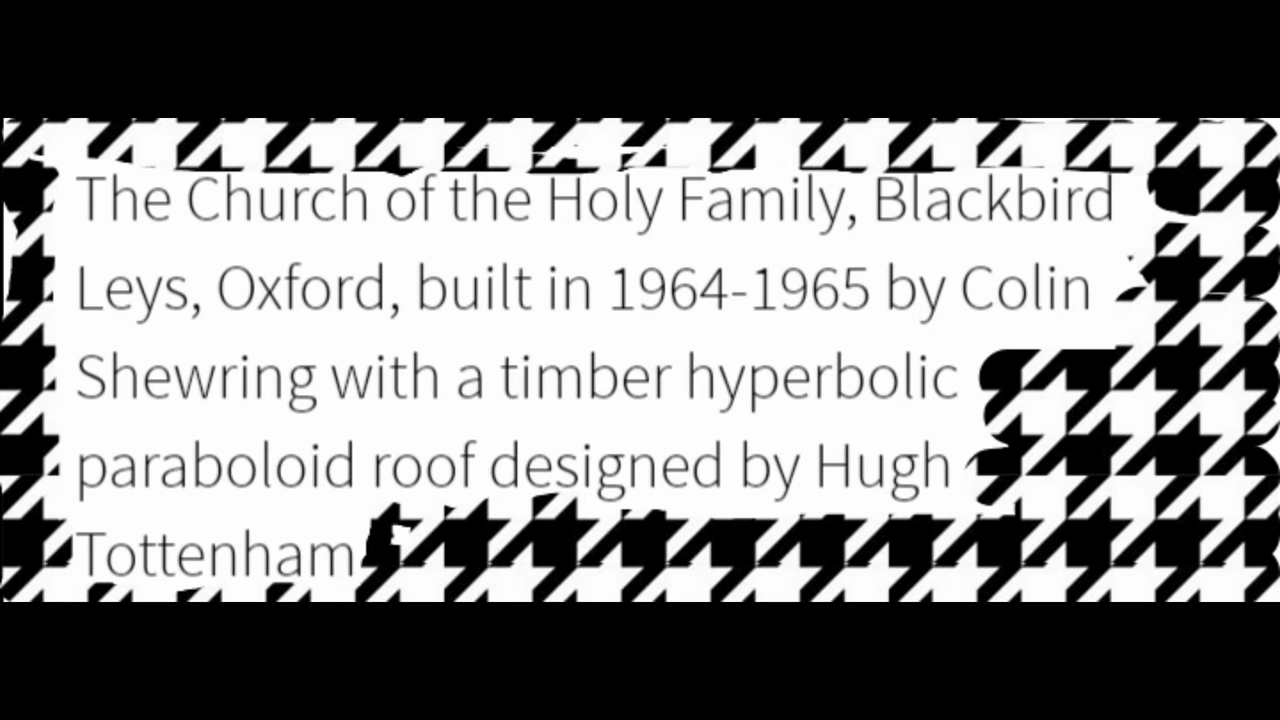 The Church of the Holy Family, Blackbird
Leys, Oxford, built in 1964-1965 by Colin
Shewring with a timber hyperbolic
paraboloid roof designed by Hugh
Tottenham